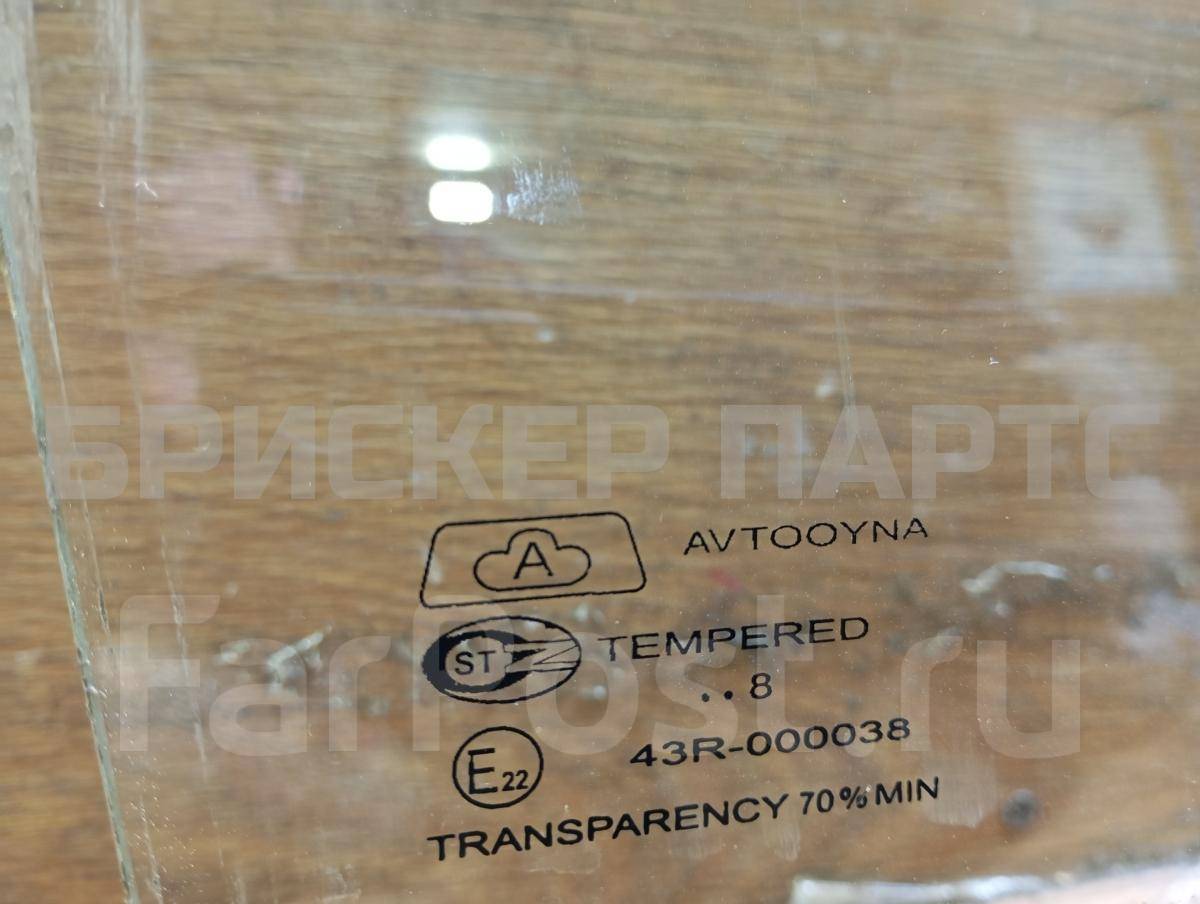 БРИСКЕР ПАРТС
A AVTOOYNA
ST TEMPERED
..8
E22 43R-000038
TRANSPARENCY 70% MIN
FarPost.ru